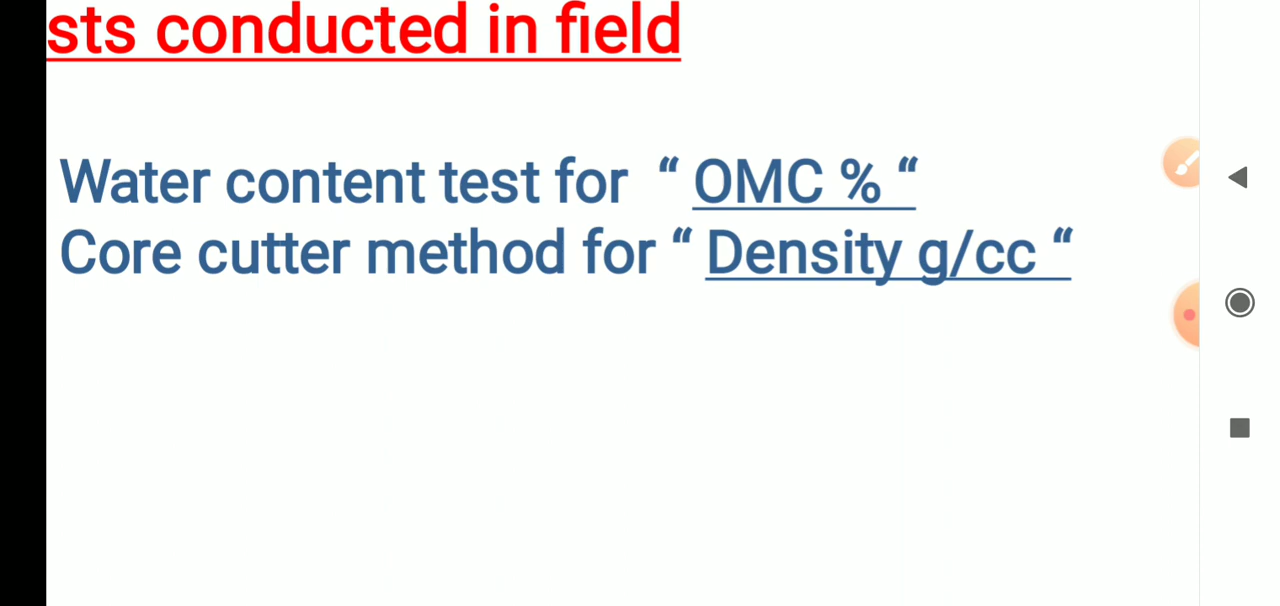 sts conducted in field
Water content test for “ OMC % “
Core cutter method for “ Density g/cc “